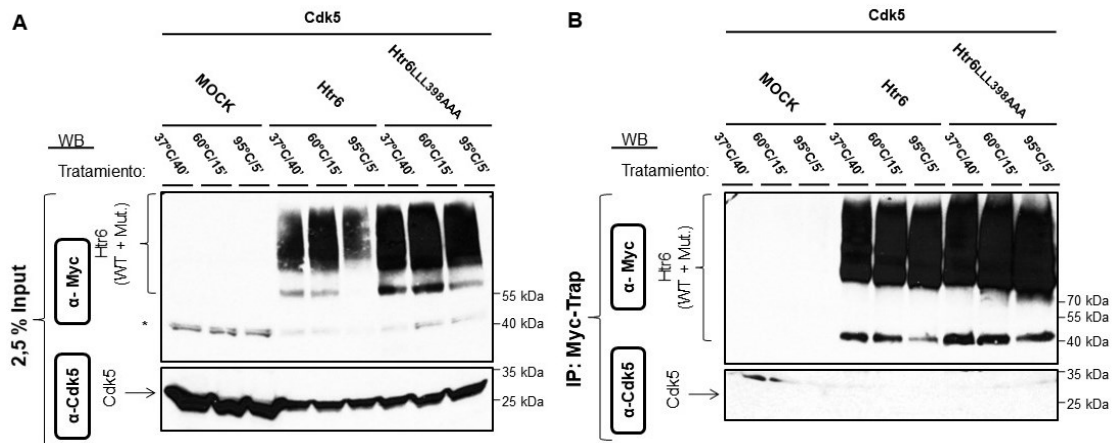 A
Cdk5
MOCK
Htr6
Htr6LLL398AAA
WB
Tratamiento:
37ºC/40'
60ºC/15'
95ºC/5'
37ºC/40'
60ºC/15'
95ºC/5'
37ºC/40'
60ºC/15'
95ºC/5'
2,5 % Input
α- Myc
Htr6
(WT + Mut.)
*
55 kDa
40 kDa
α-Cdk5
Cdk5
35 kDa
25 kDa
B
Cdk5
MOCK
Htr6
Htr6LLL398AAA
WB
Tratamiento:
37ºC/40'
60ºC/15'
95ºC/5'
37ºC/40'
60ºC/15'
95ºC/5'
37ºC/40'
60ºC/15'
95ºC/5'
IP: Myc-Trap
α- Myc
Htr6
(WT + Mut.)
70 kDa
55 kDa
40 kDa
α-Cdk5
Cdk5
35 kDa
25 kDa